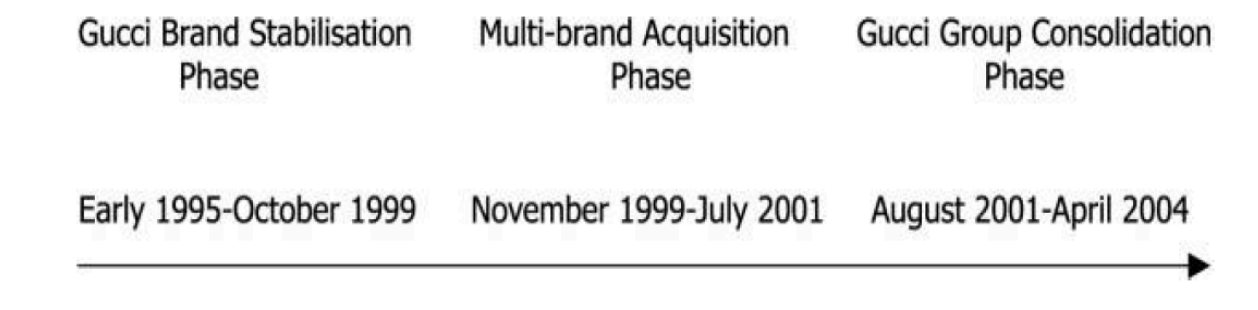 Gucci Brand Stabilisation
Phase
Multi-brand Acquisition
Phase
Gucci Group Consolidation
Phase
Early 1995-October 1999
November 1999-July 2001
August 2001-April 2004